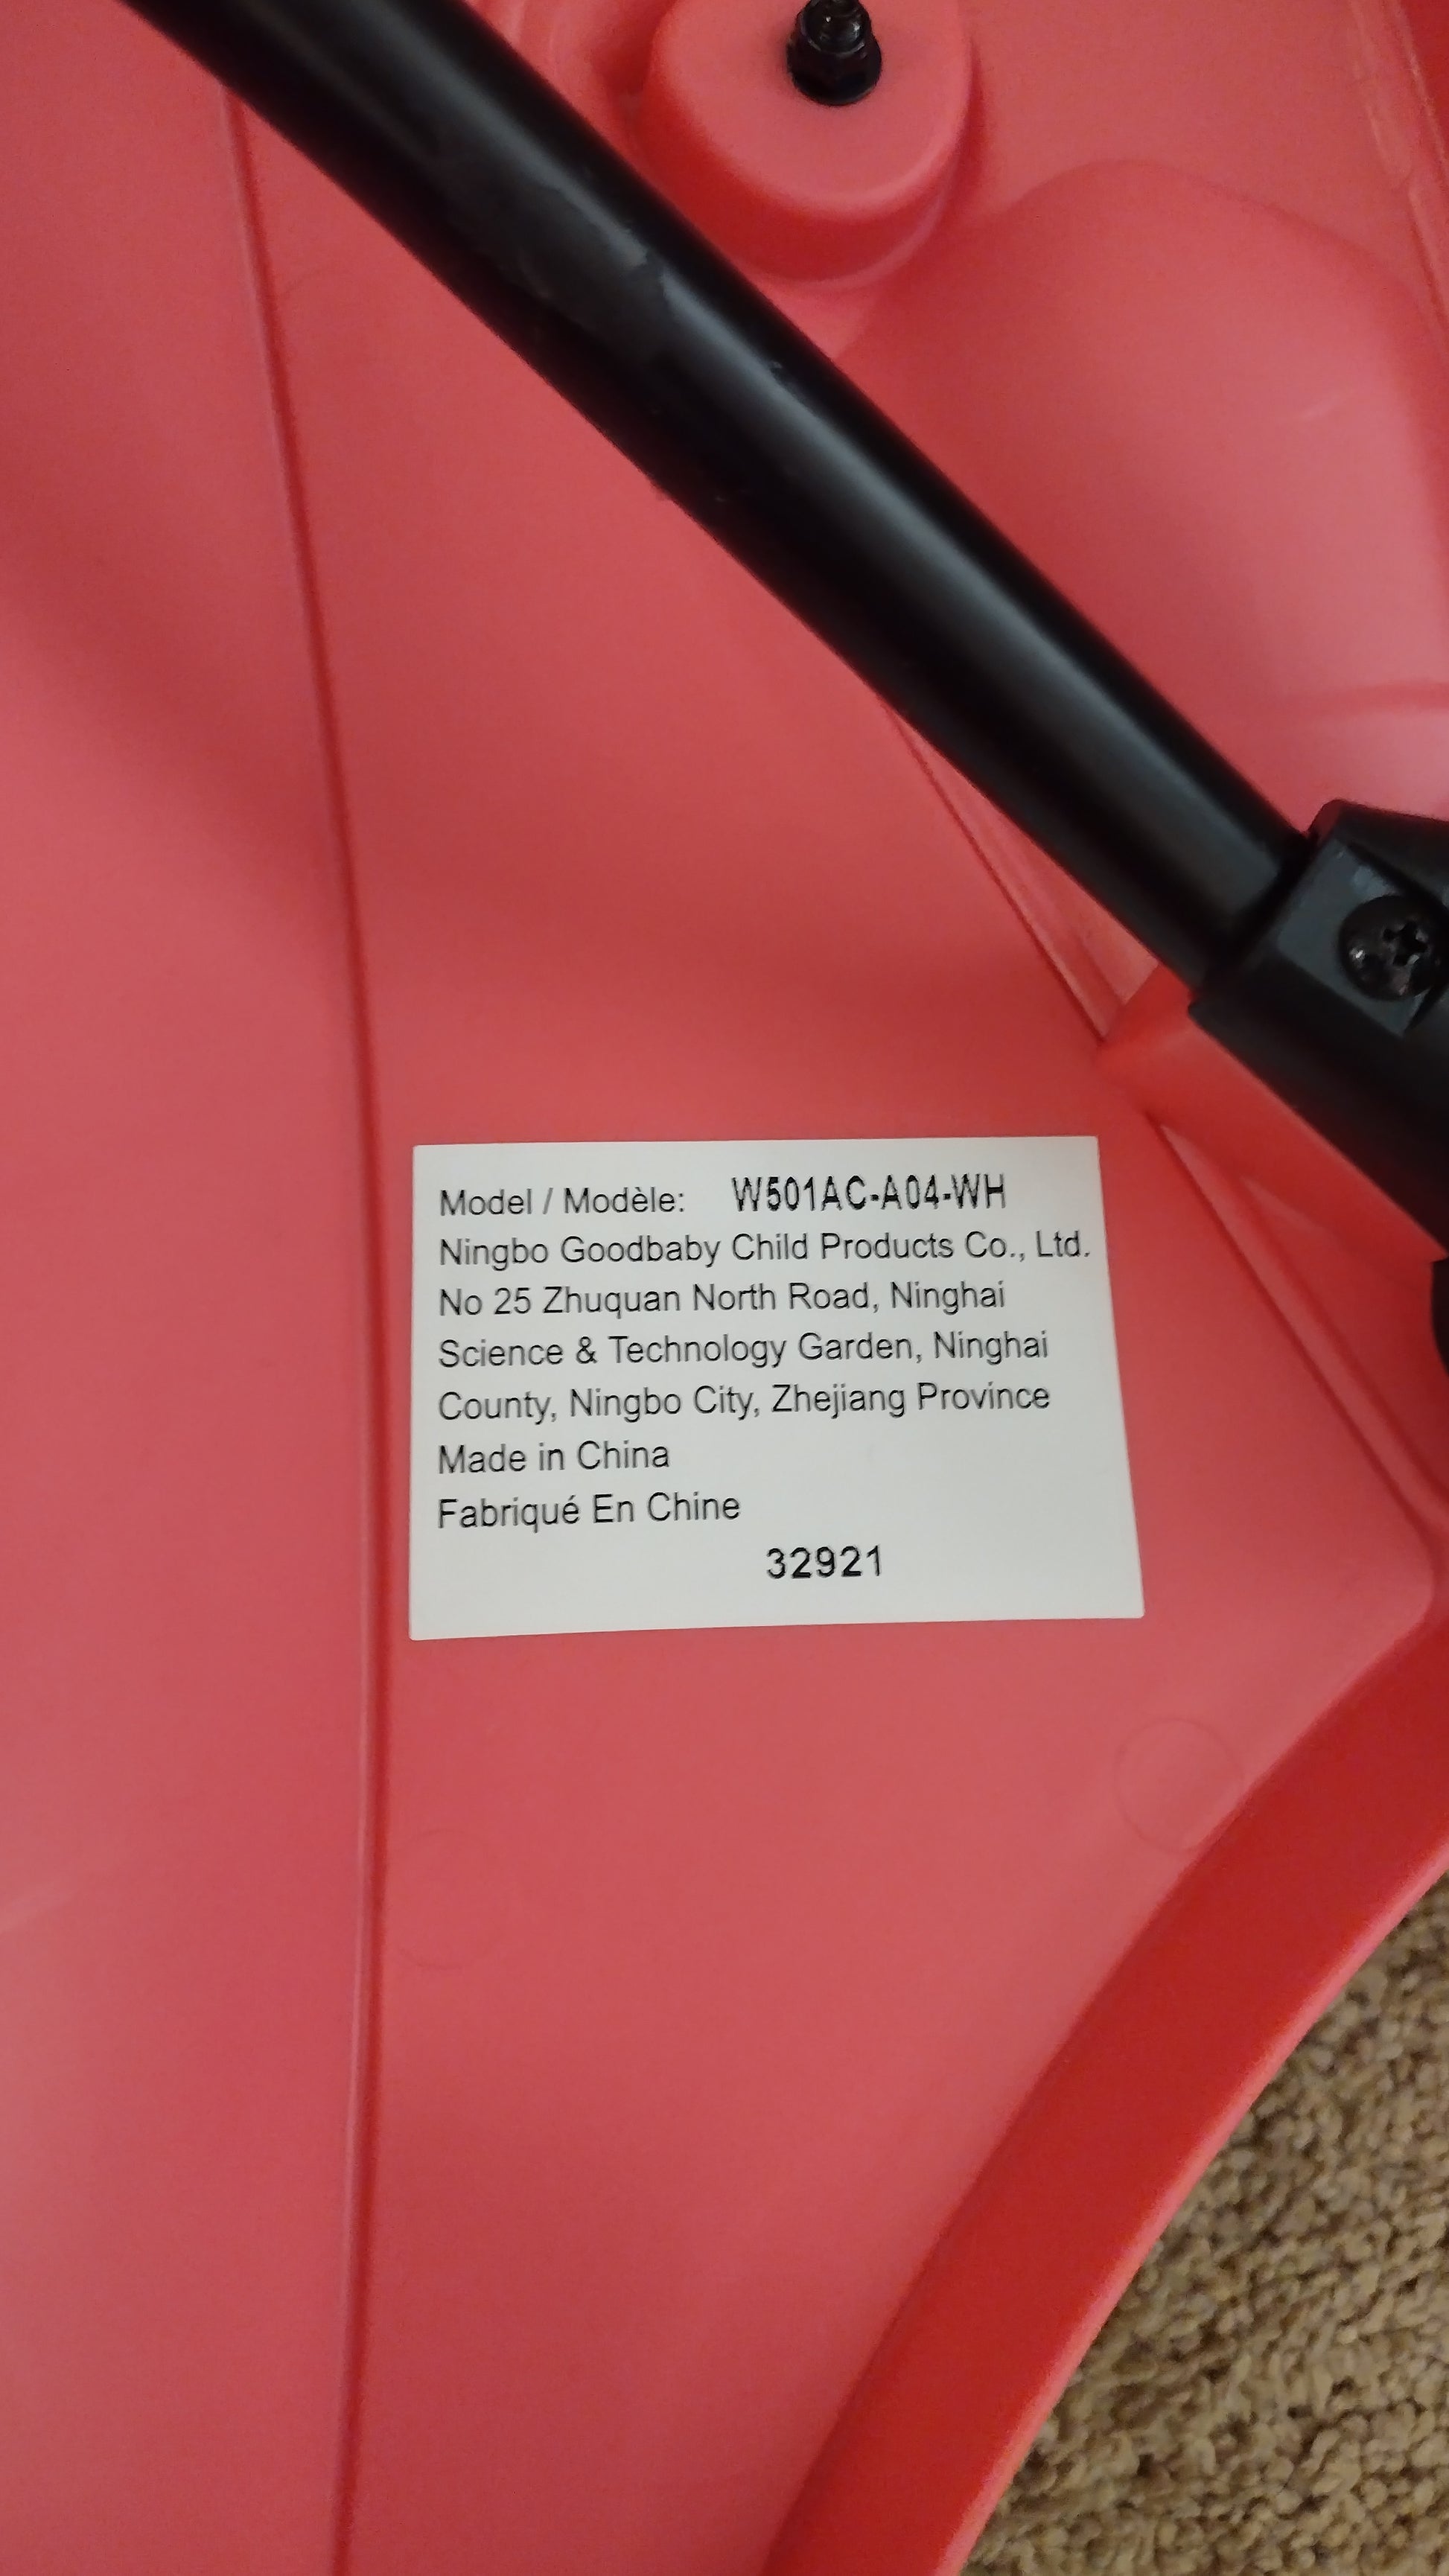 Model / Modèle: W501AC-A04-WH
Ningbo Goodbaby Child Products Co., Ltd.
No 25 Zhuquan North Road, Ninghai
Science & Technology Garden, Ninghai
County, Ningbo City, Zhejiang Province
Made in China
Fabriqué En Chine
32921